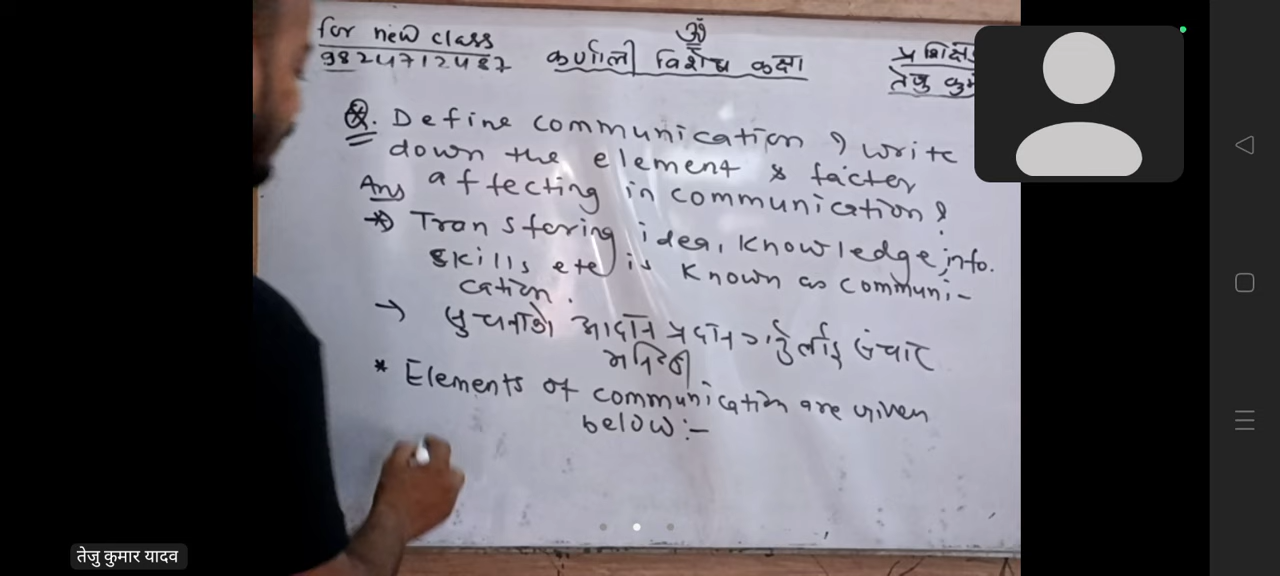 for new class
9824712487
ॐ
कर्णाली विशेष कक्षा
तेजु
Q. Define communication, write
down the element & facter
affecting in communication?
Ans
Transfering idea, knowledge, info.
skills etc is known as communi-
cation.
→ सुचनाको आदान प्रदान गर्नुलाई संचार
भनिन्छ
* Elements of communication are given
below:-
तेजु कुमार यादव